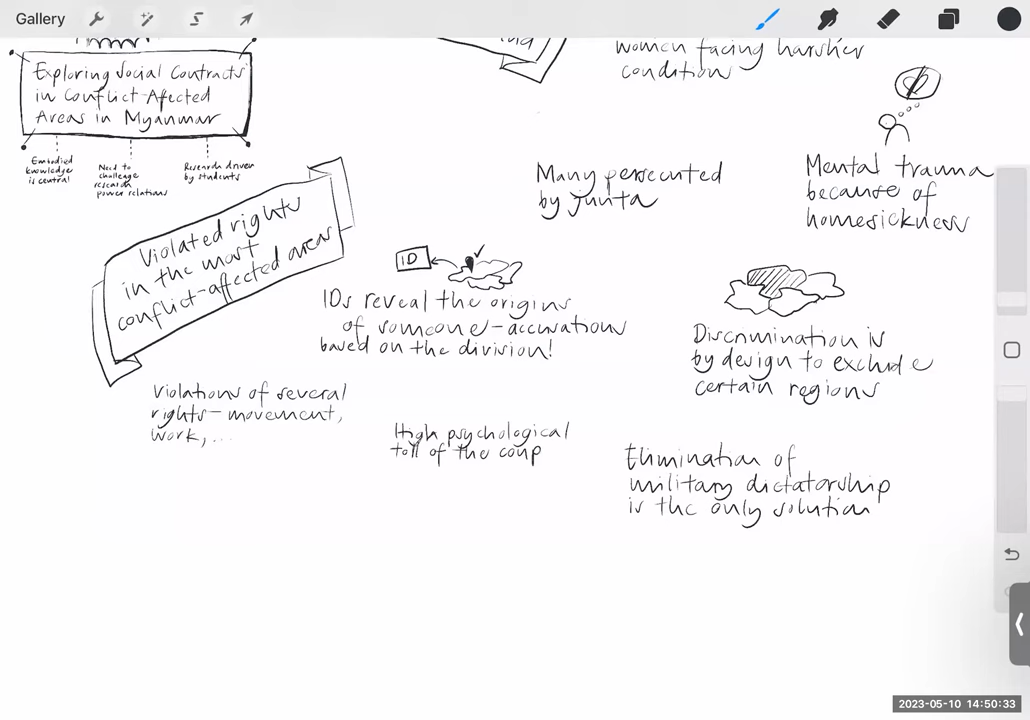 Gallery
women facing harsher
condition
Exploring Social Contracts
in Conflict-Affected
Areas in Myanmar
Embodied
knowledge
is central
Need to
challenge
research
power relations
Research driven
by students
Many persecuted
by junta
Mental trauma
because of
homesickness
Violated rights
in the most
conflict-affected areas
ID
IDs reveal the origins
of someone - accusations
based on the division!
Discrimination is
by design to exclude
certain regions
Violations of several
rights - movement,
work, ...
High psychological
toll of the coup
Elimination of
military dictatorship
is the only solution
2023-05-10 14:50:33